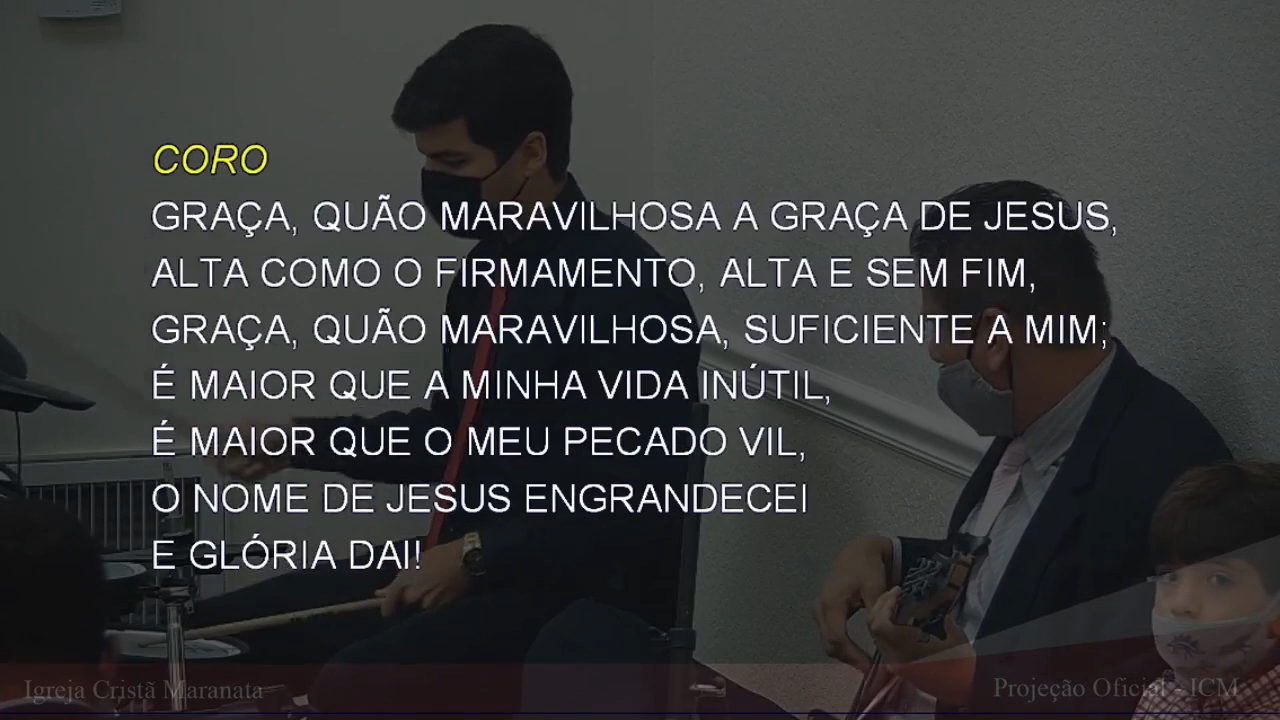 CORO
GRAÇA, QUÃO MARAVILHOSA A GRAÇA DE JESUS,
ALTA COMO O FIRMAMENTO, ALTA E SEM FIM,
GRAÇA, QUÃO MARAVILHOSA, SUFICIENTE A MIM;
É MAIOR QUE A MINHA VIDA INÚTIL,
É MAIOR QUE O MEU PECADO VIL,
O NOME DE JESUS ENGRANDECEI
E GLÓRIA DAI!
Igreja Cristã Maranata
Projeção Oficial - ICM